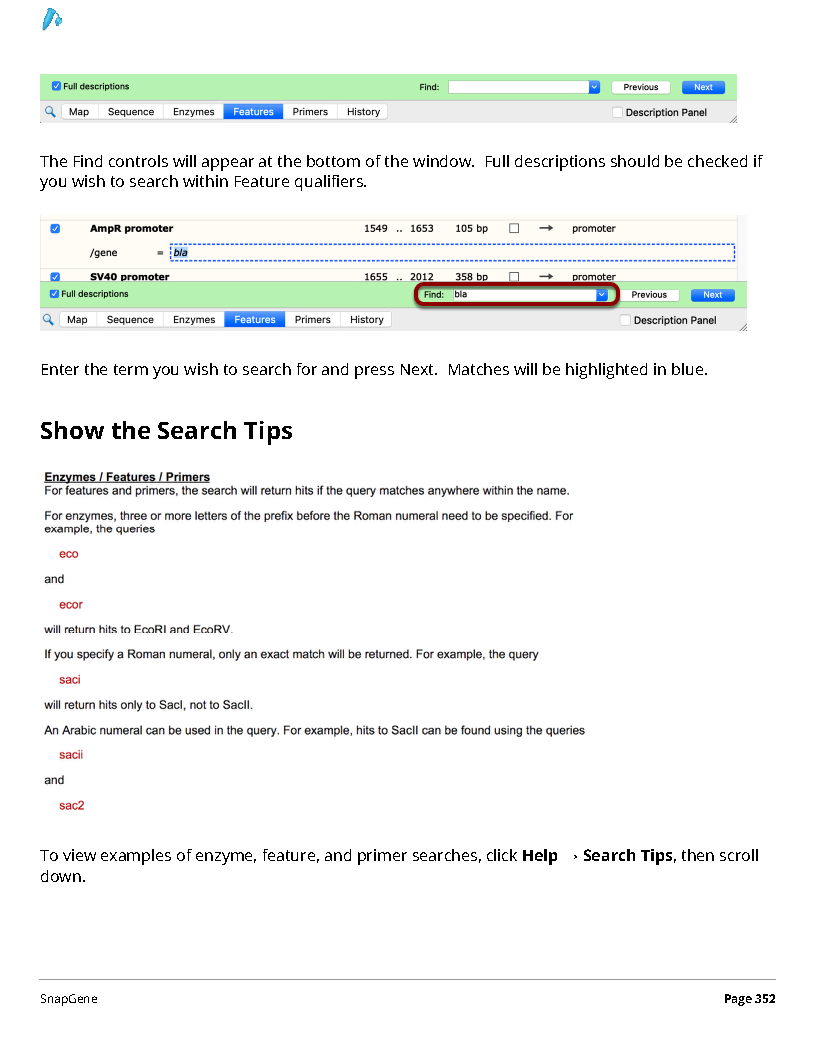 Full descriptions Find: Previous Next
Map Sequence Enzymes Features Primers History Description Panel
The Find controls will appear at the bottom of the window.  Full descriptions should be checked if
you wish to search within Feature qualifiers.
AmpR promoter 1549 .. 1653 105 bp → promoter
/gene = bla
SV40 promoter 1655 .. 2012 358 bp → promoter
Full descriptions Find: bla Previous Next
Map Sequence Enzymes Features Primers History Description Panel
Enter the term you wish to search for and press Next.  Matches will be highlighted in blue.
Show the Search Tips
Enzymes / Features / Primers
For features and primers, the search will return hits if the query matches anywhere within the name.
For enzymes, three or more letters of the prefix before the Roman numeral need to be specified. For
example, the queries
eco
and
ecor
will return hits to EcoRI and EcoRV.
If you specify a Roman numeral, only an exact match will be returned. For example, the query
saci
will return hits only to SacI, not to SacII.
An Arabic numeral can be used in the query. For example, hits to SacII can be found using the queries
sacii
and
sac2
To view examples of enzyme, feature, and primer searches, click Help → Search Tips, then scroll
down.
SnapGene Page 352